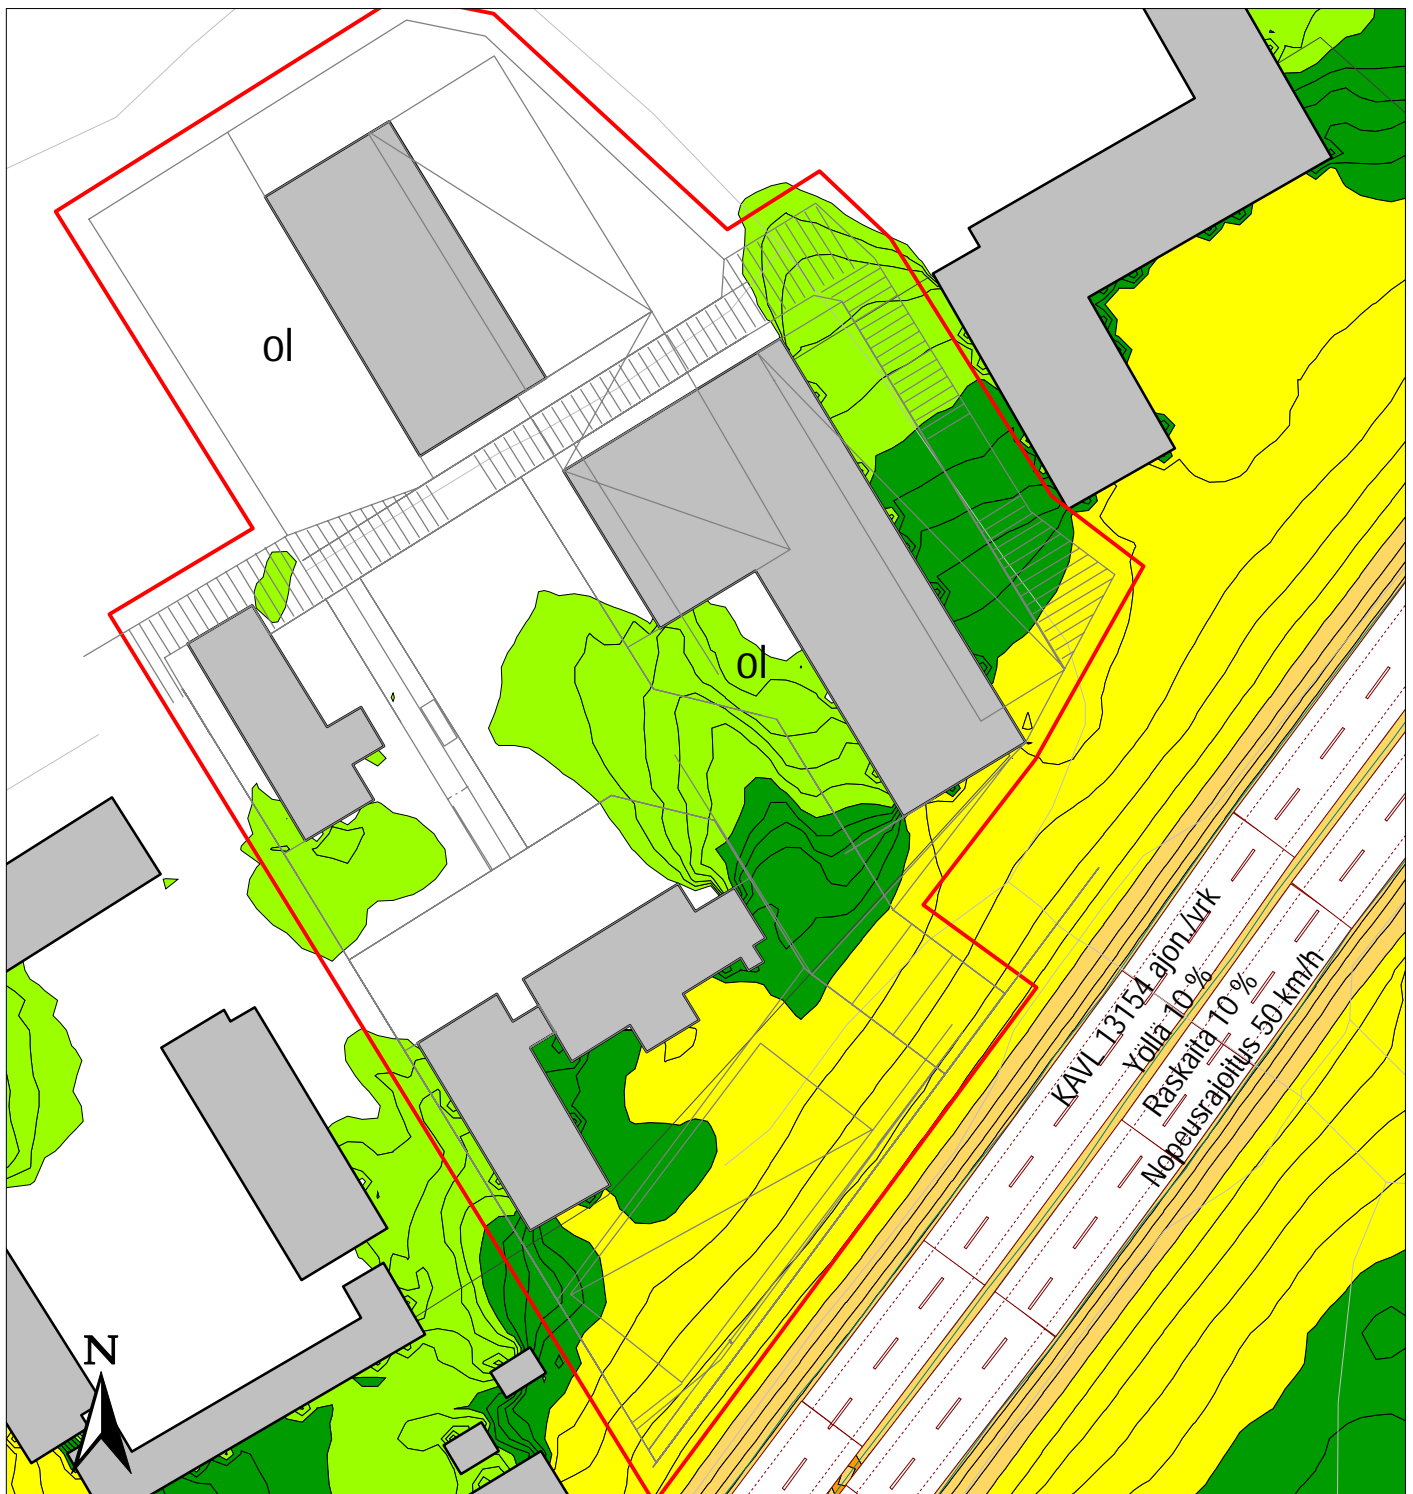 ol
ol
KAVL 13154 ajon./vrk
Yöllä 10 %
Raskaita 10 %
Nopeusrajoitus 50 km/h
N